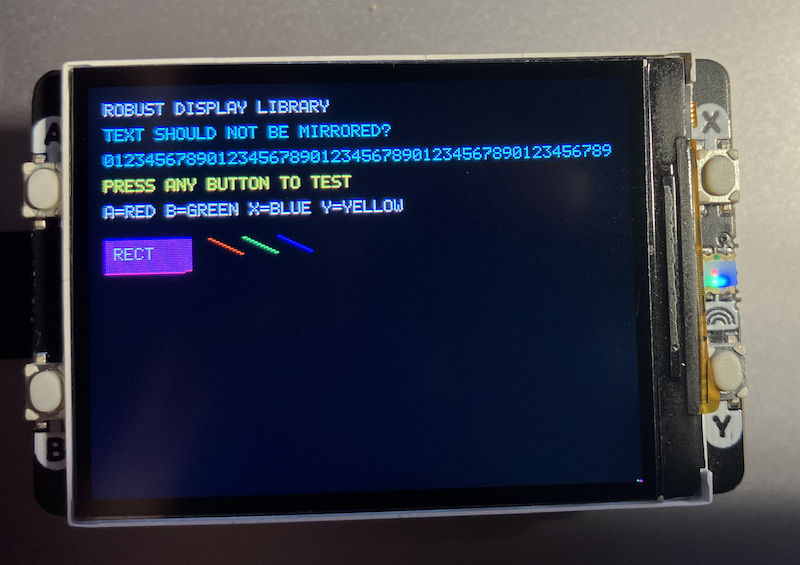 A
X
ROBUST DISPLAY LIBRARY
TEXT SHOULD NOT BE MIRRORED?
01234567890123456789012345678901234567890123456789
PRESS ANY BUTTON TO TEST
A=RED B=GREEN X=BLUE Y=YELLOW
RECT
B
Y